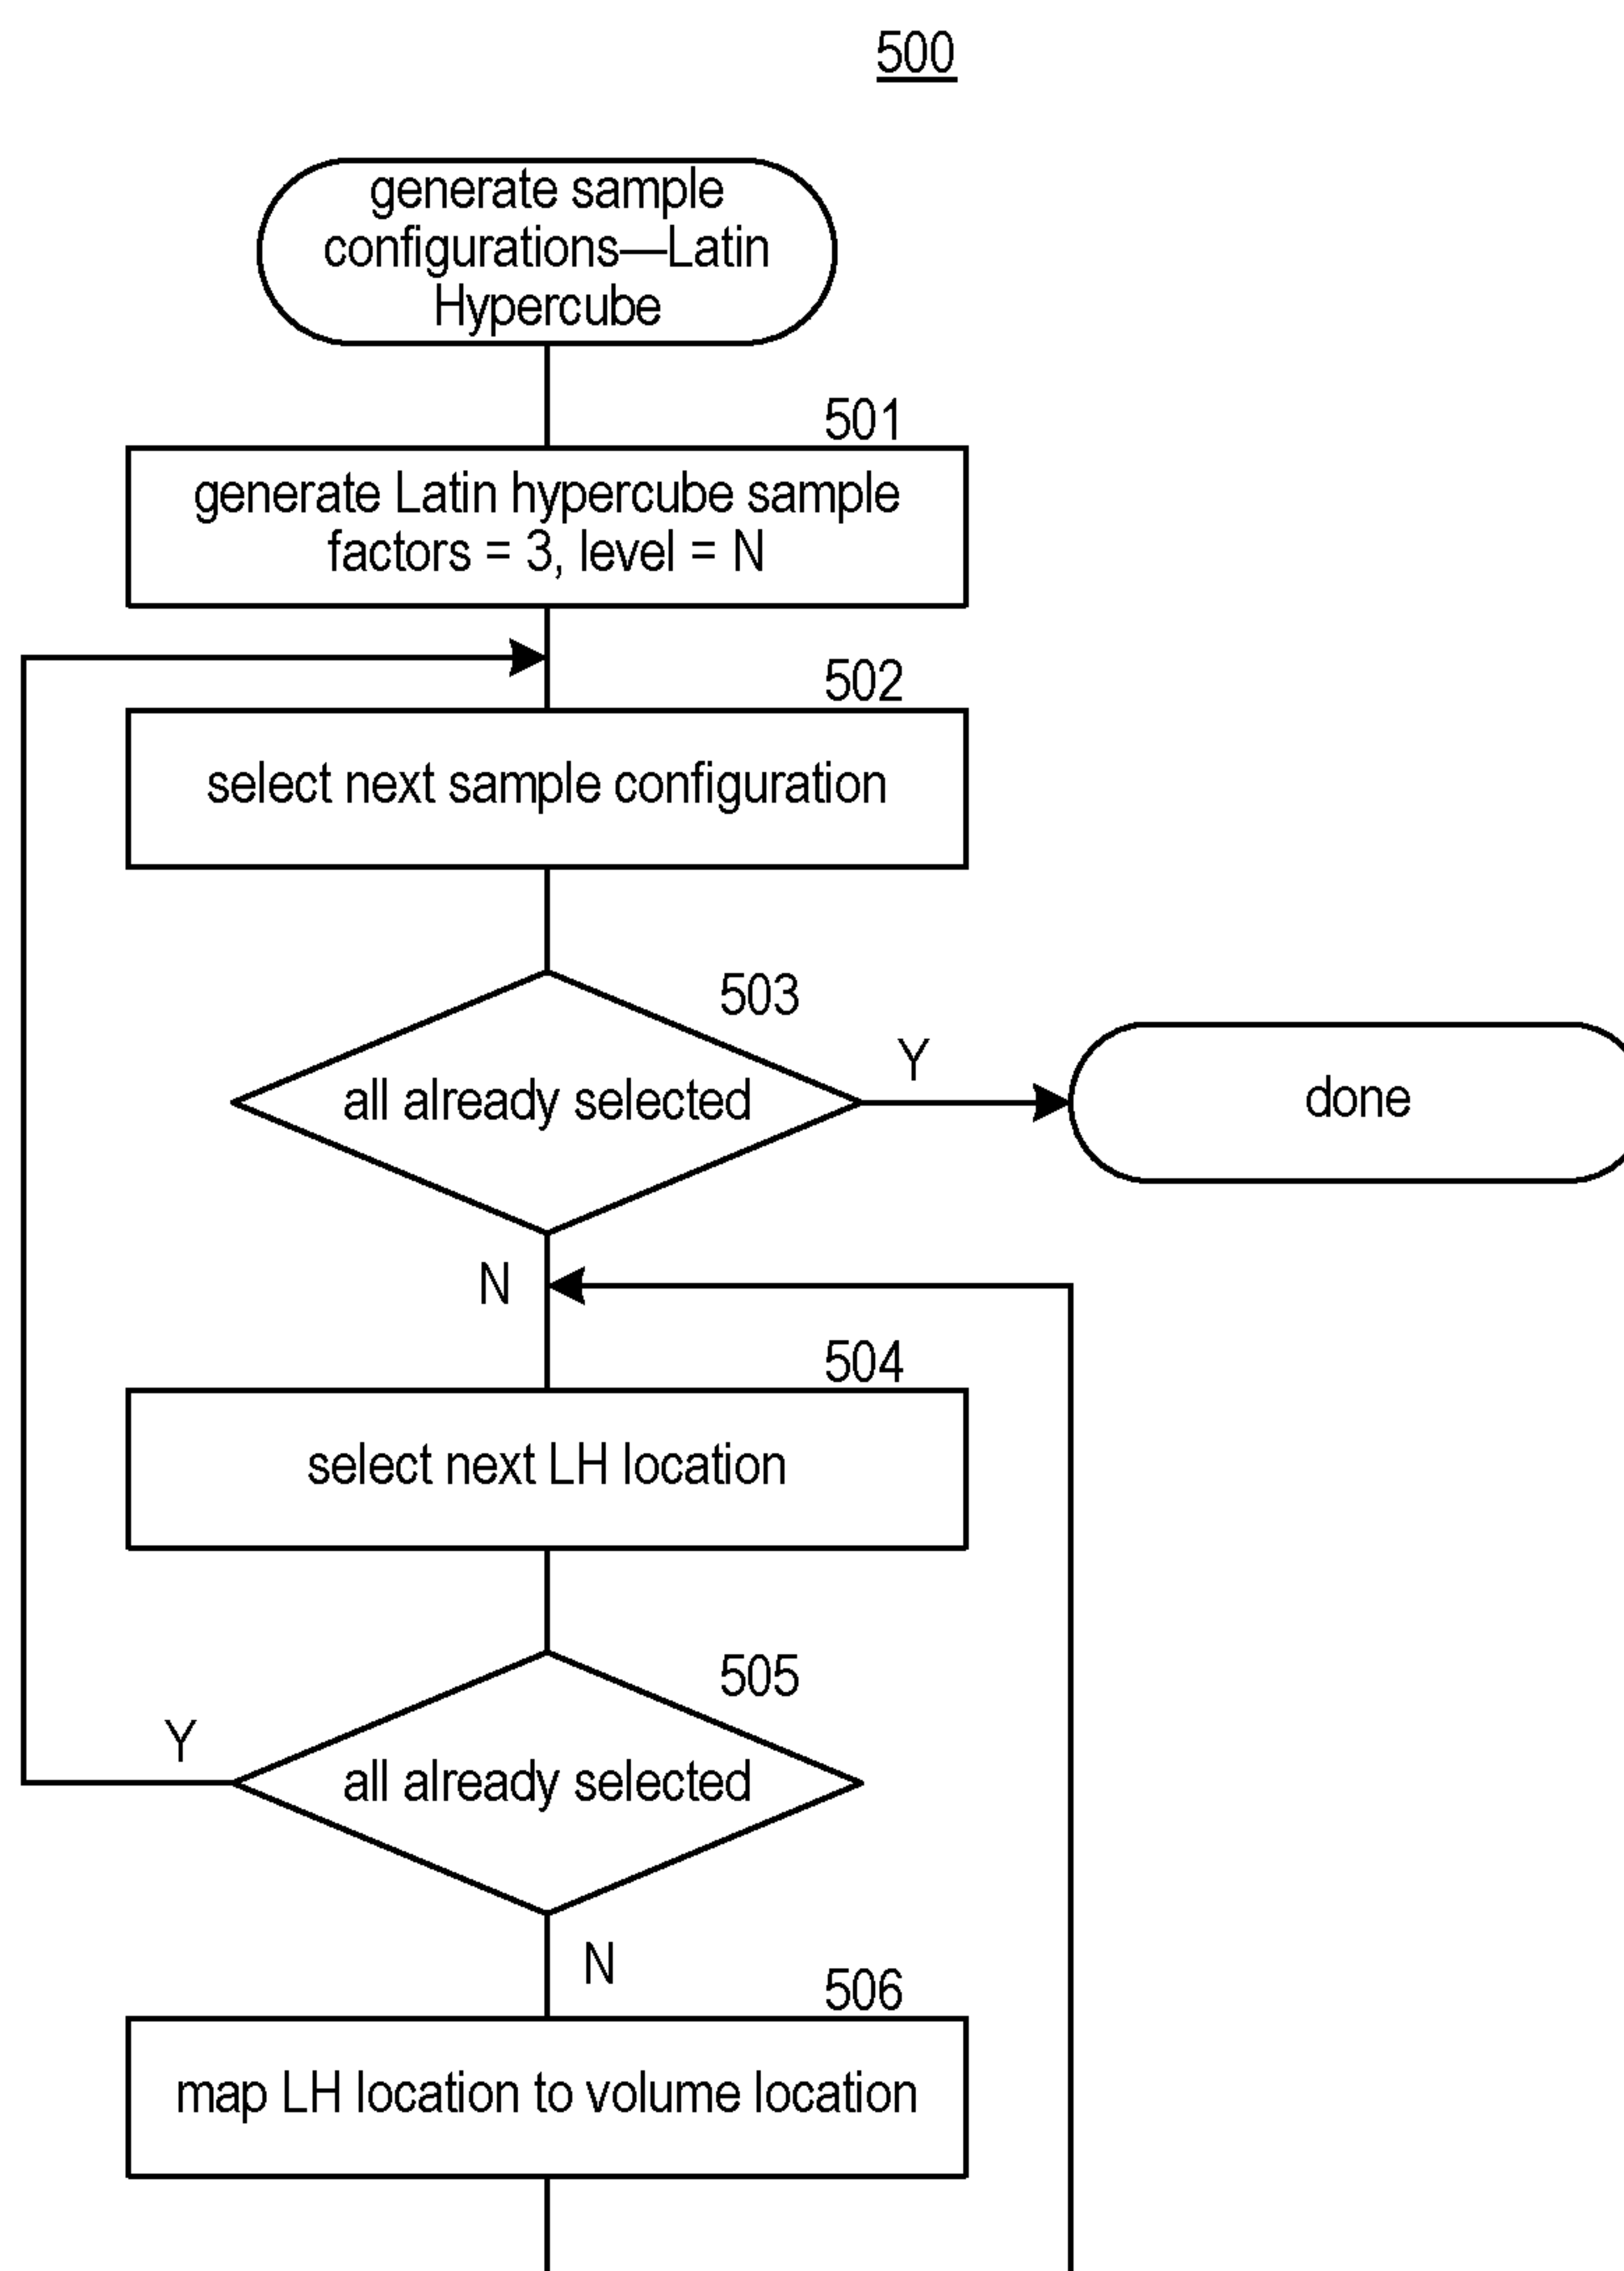 500
generate sample
configurations—Latin
Hypercube
501
generate Latin hypercube sample
factors = 3, level = N
502
select next sample configuration
503
all already selected
Y
done
N
504
select next LH location
505
all already selected
Y
N
506
map LH location to volume location